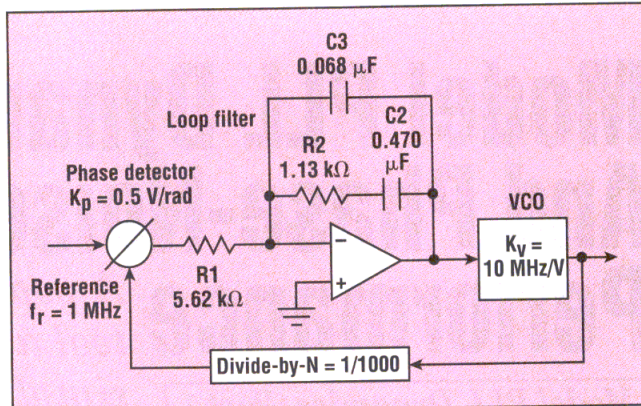 C3
0.068 µF
Loop filter
C2
0.470
µF
R2
1.13 kΩ
Phase detector
Kp = 0.5 V/rad
VCO
−
+
KV =
10 MHz/V
Reference
fr = 1 MHz
R1
5.62 kΩ
Divide-by-N = 1/1000